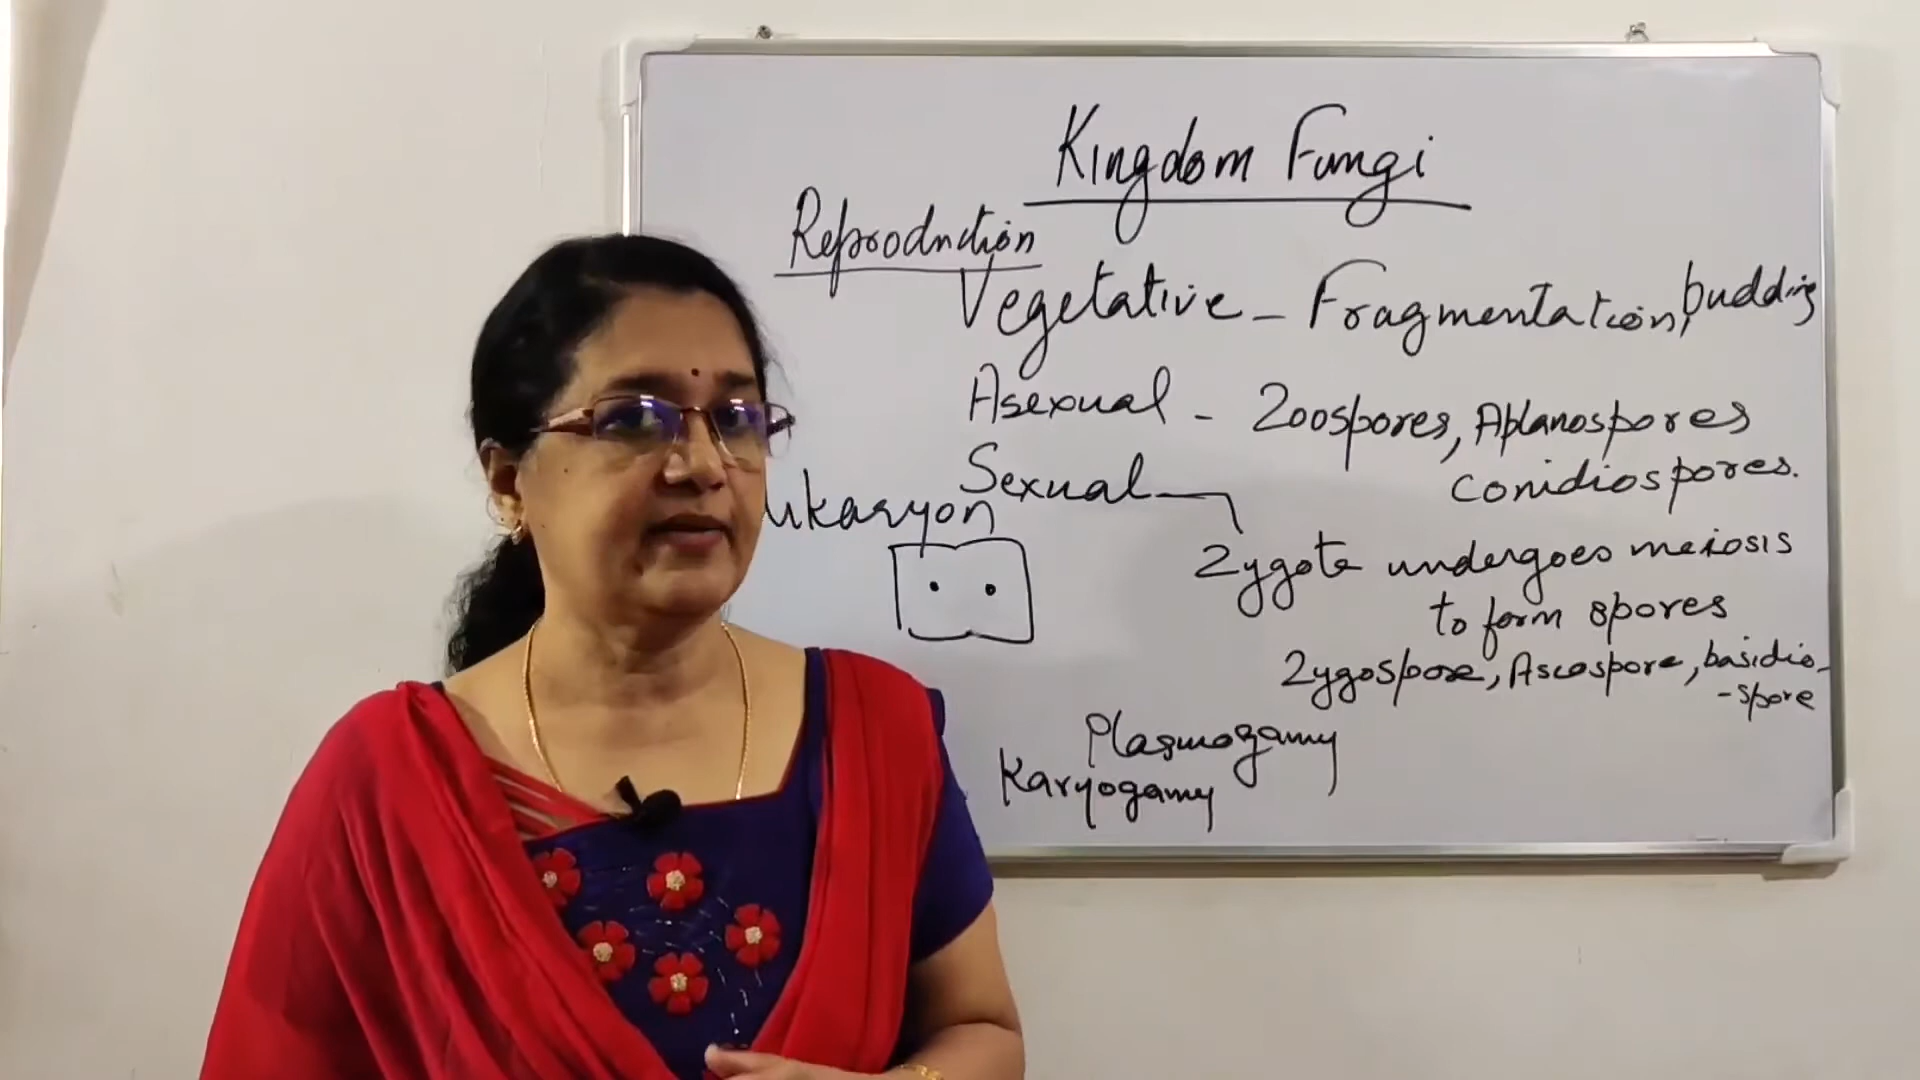 Kingdom Fungi
Reproduction
Vegetative - Fragmentation, budding
Asexual - Zoospores, Aplanospores
conidiospores.
Sexual
ukaryon
Zygote undergoes meiosis
to form spores
Zygospore, Ascospore, basidio-
-spore
Plasmogamy
Karyogamy